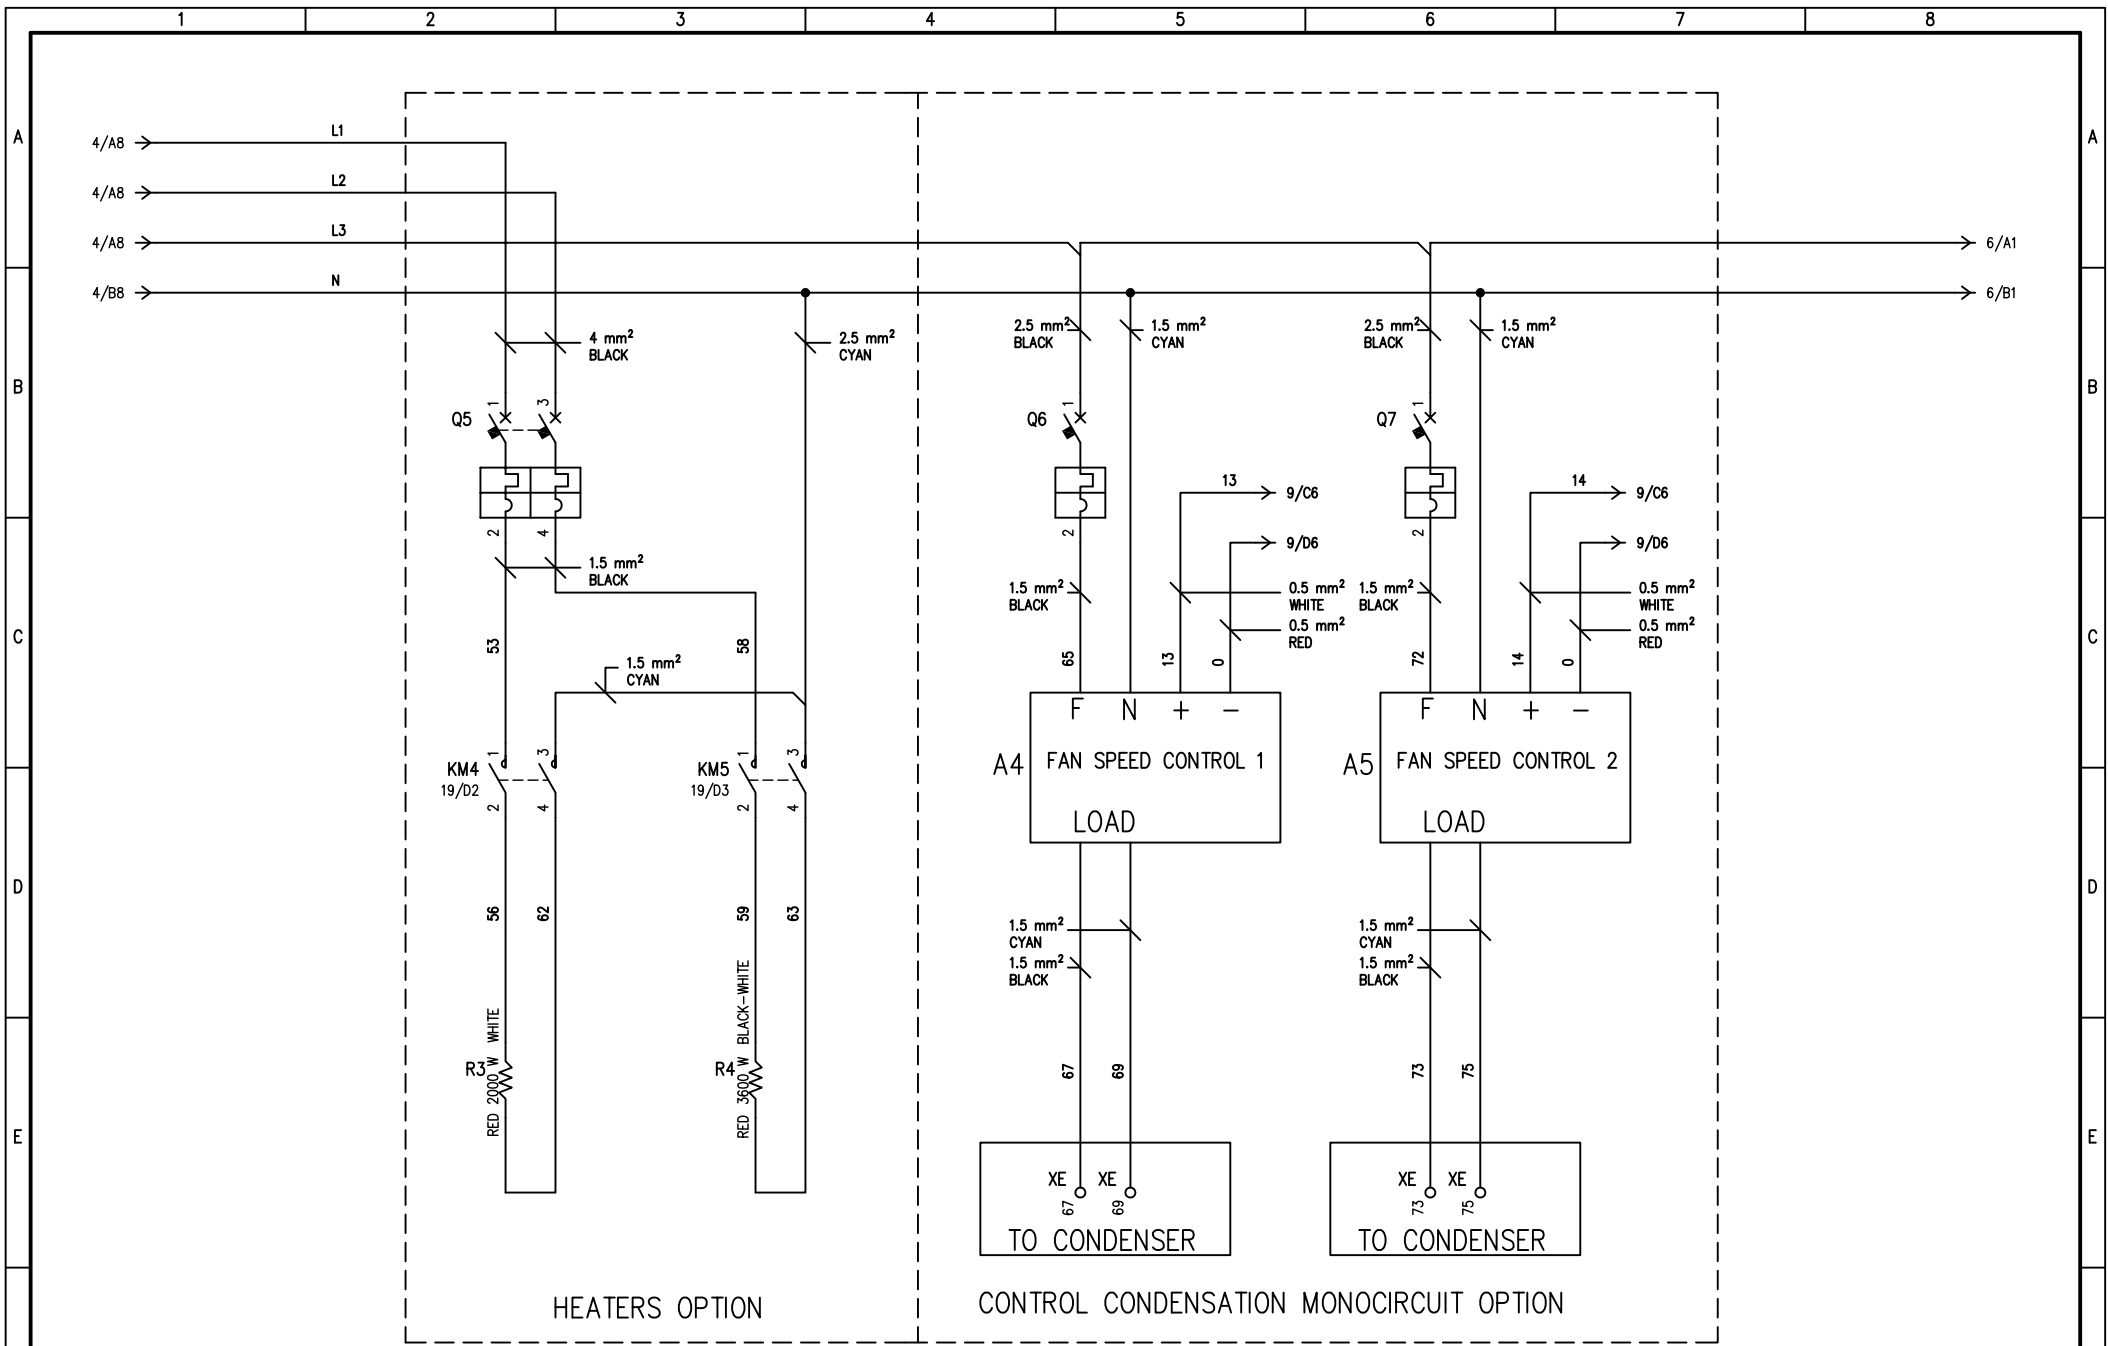 1 2 3 4 5 6 7 8
A A
4/A8 L1
4/A8 L2
4/A8 L3 6/A1
4/B8 N 6/B1
4 mm²
BLACK
2.5 mm²
CYAN
2.5 mm²
BLACK
1.5 mm²
CYAN
2.5 mm²
BLACK
1.5 mm²
CYAN
B B
Q5 1 3
Q6 1
Q7 1
13 9/C6
14 9/C6
2 4
2
2
9/D6
9/D6
1.5 mm²
BLACK
1.5 mm²
BLACK
0.5 mm²
WHITE
0.5 mm²
RED
1.5 mm²
BLACK
0.5 mm²
WHITE
0.5 mm²
RED
C C
53 58
1.5 mm²
CYAN
65 13 0
72 14 0
F N + −
F N + −
KM4
19/D2
1 3
2 4
KM5
19/D3
1 3
2 4
A4 FAN SPEED CONTROL 1
LOAD
A5 FAN SPEED CONTROL 2
LOAD
D D
56 62 59 63
1.5 mm²
CYAN
1.5 mm²
BLACK
1.5 mm²
CYAN
1.5 mm²
BLACK
R3
RED 2000 W WHITE
R4
RED 3600 W BLACK-WHITE
67 69 73 75
E E
XE 67 XE 69
TO CONDENSER
XE 73 XE 75
TO CONDENSER
HEATERS OPTION
CONTROL CONDENSATION MONOCIRCUIT OPTION